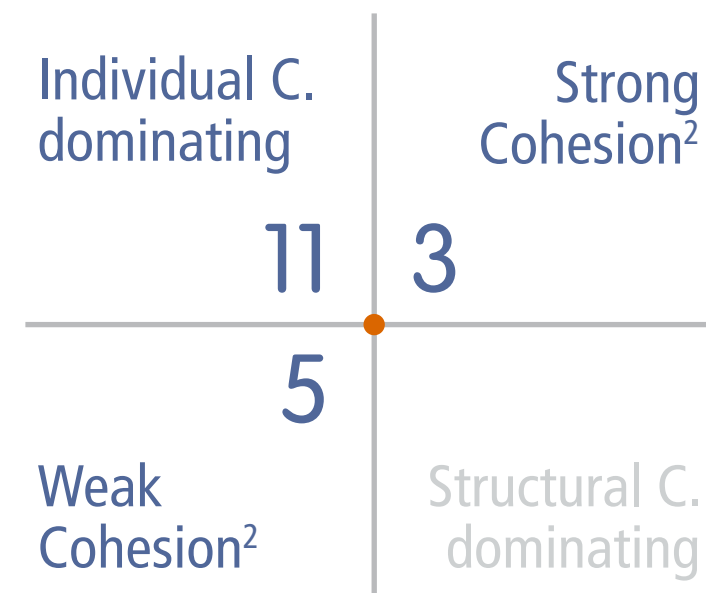 Individual C.
dominating
Strong
Cohesion²
11
3
5
Weak
Cohesion²
Structural C.
dominating